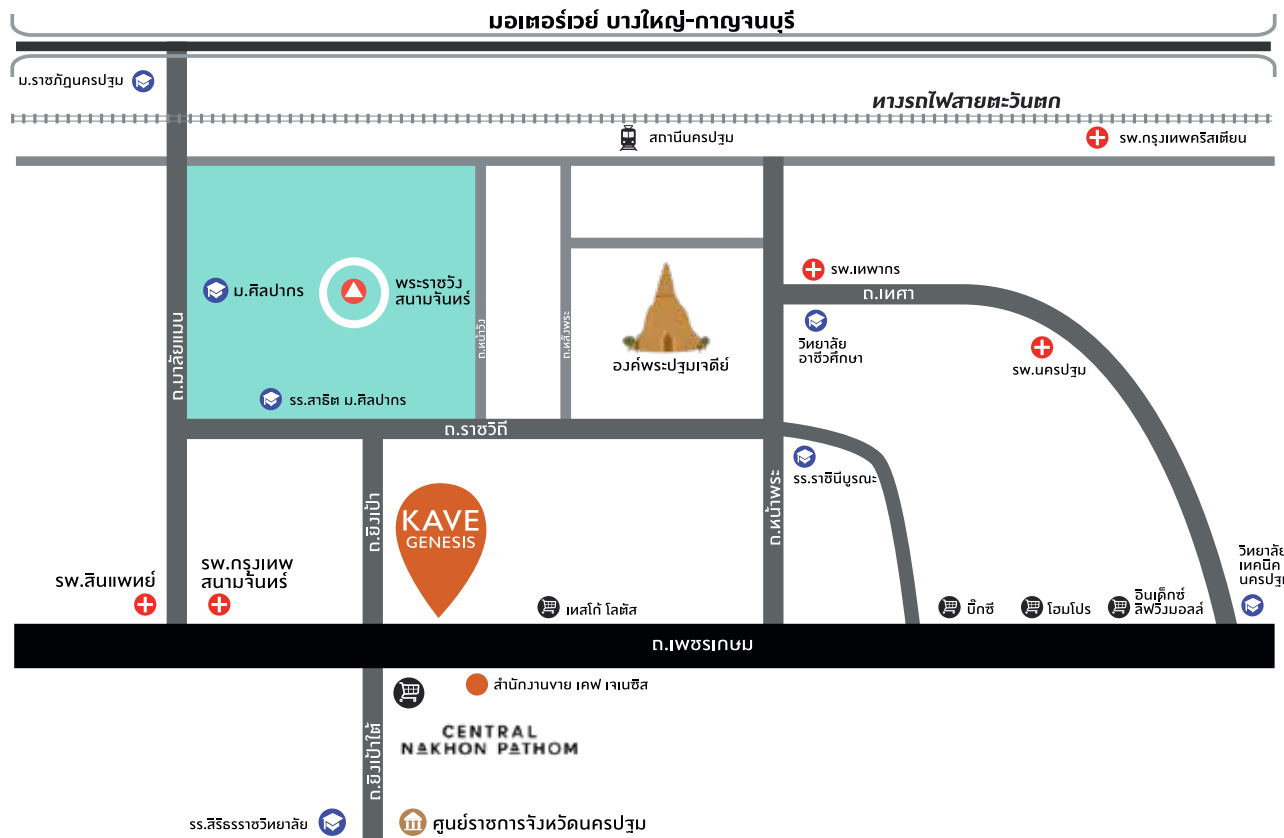 มอเตอร์เวย์ บางใหญ่-กาญจนบุรี
ม.ราชภัฏนครปฐม
ทางรถไฟสายตะวันตก
สถานีนครปฐม
รพ.กรุงเทพคริสเตียน
รพ.เทพากร
ม.ศิลปากร
พระราชวัง
สนามจันทร์
ถ.เทศา
ถ.มาลัยแมน
ถ.หน้าวัง
ถ.หลังพระ
องค์พระปฐมเจดีย์
วิทยาลัย
อาชีวศึกษา
รพ.นครปฐม
รร.สาธิต ม.ศิลปากร
ถ.ราชวิถี
รร.ราชินีบูรณะ
ถ.ยิงเป้า
KAVE
GENESIS
ถ.หน้าพระ
รพ.สินแพทย์
รพ.กรุงเทพ
สนามจันทร์
เทสโก้ โลตัส
บิ๊กซี
โฮมโปร
อินเด็กซ์
ลิฟวิ่งมอลล์
วิทยาลัย
เทคนิค
นครปฐ
ถ.เพชรเกษม
สำนักงานขาย เคฟ เจเนซิส
CENTRAL
NAKHON PATHOM
ถ.ยิงเป้าใต้
รร.สิริธรราชวิทยาลัย
ศูนย์ราชการจังหวัดนครปฐม